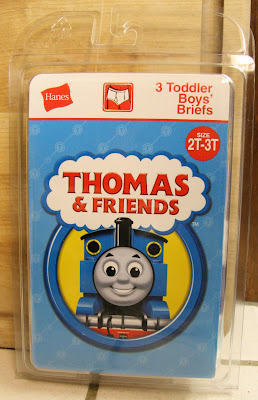 Hanes
3 Toddler
Boys'
Briefs
SIZE
2T-3T
THOMAS
& FRIENDS
TM